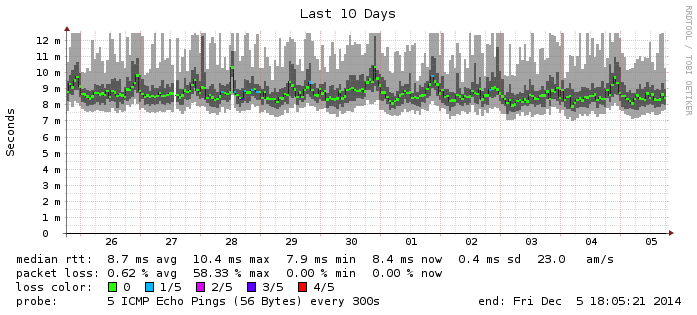 Last 10 Days
RRDTOOL / TOBI OETIKER
Seconds
12 m
11 m
10 m
9 m
8 m
7 m
6 m
5 m
4 m
3 m
2 m
1 m
0
26 27 28 29 30 01 02 03 04 05
median rtt: 8.7 ms avg 10.4 ms max 7.9 ms min 8.4 ms now 0.4 ms sd 23.0 am/s
packet loss: 0.62 % avg 58.33 % max 0.00 % min 0.00 % now
loss color: 0 1/5 2/5 3/5 4/5
probe: 5 ICMP Echo Pings (56 Bytes) every 300s end: Fri Dec 5 18:05:21 2014